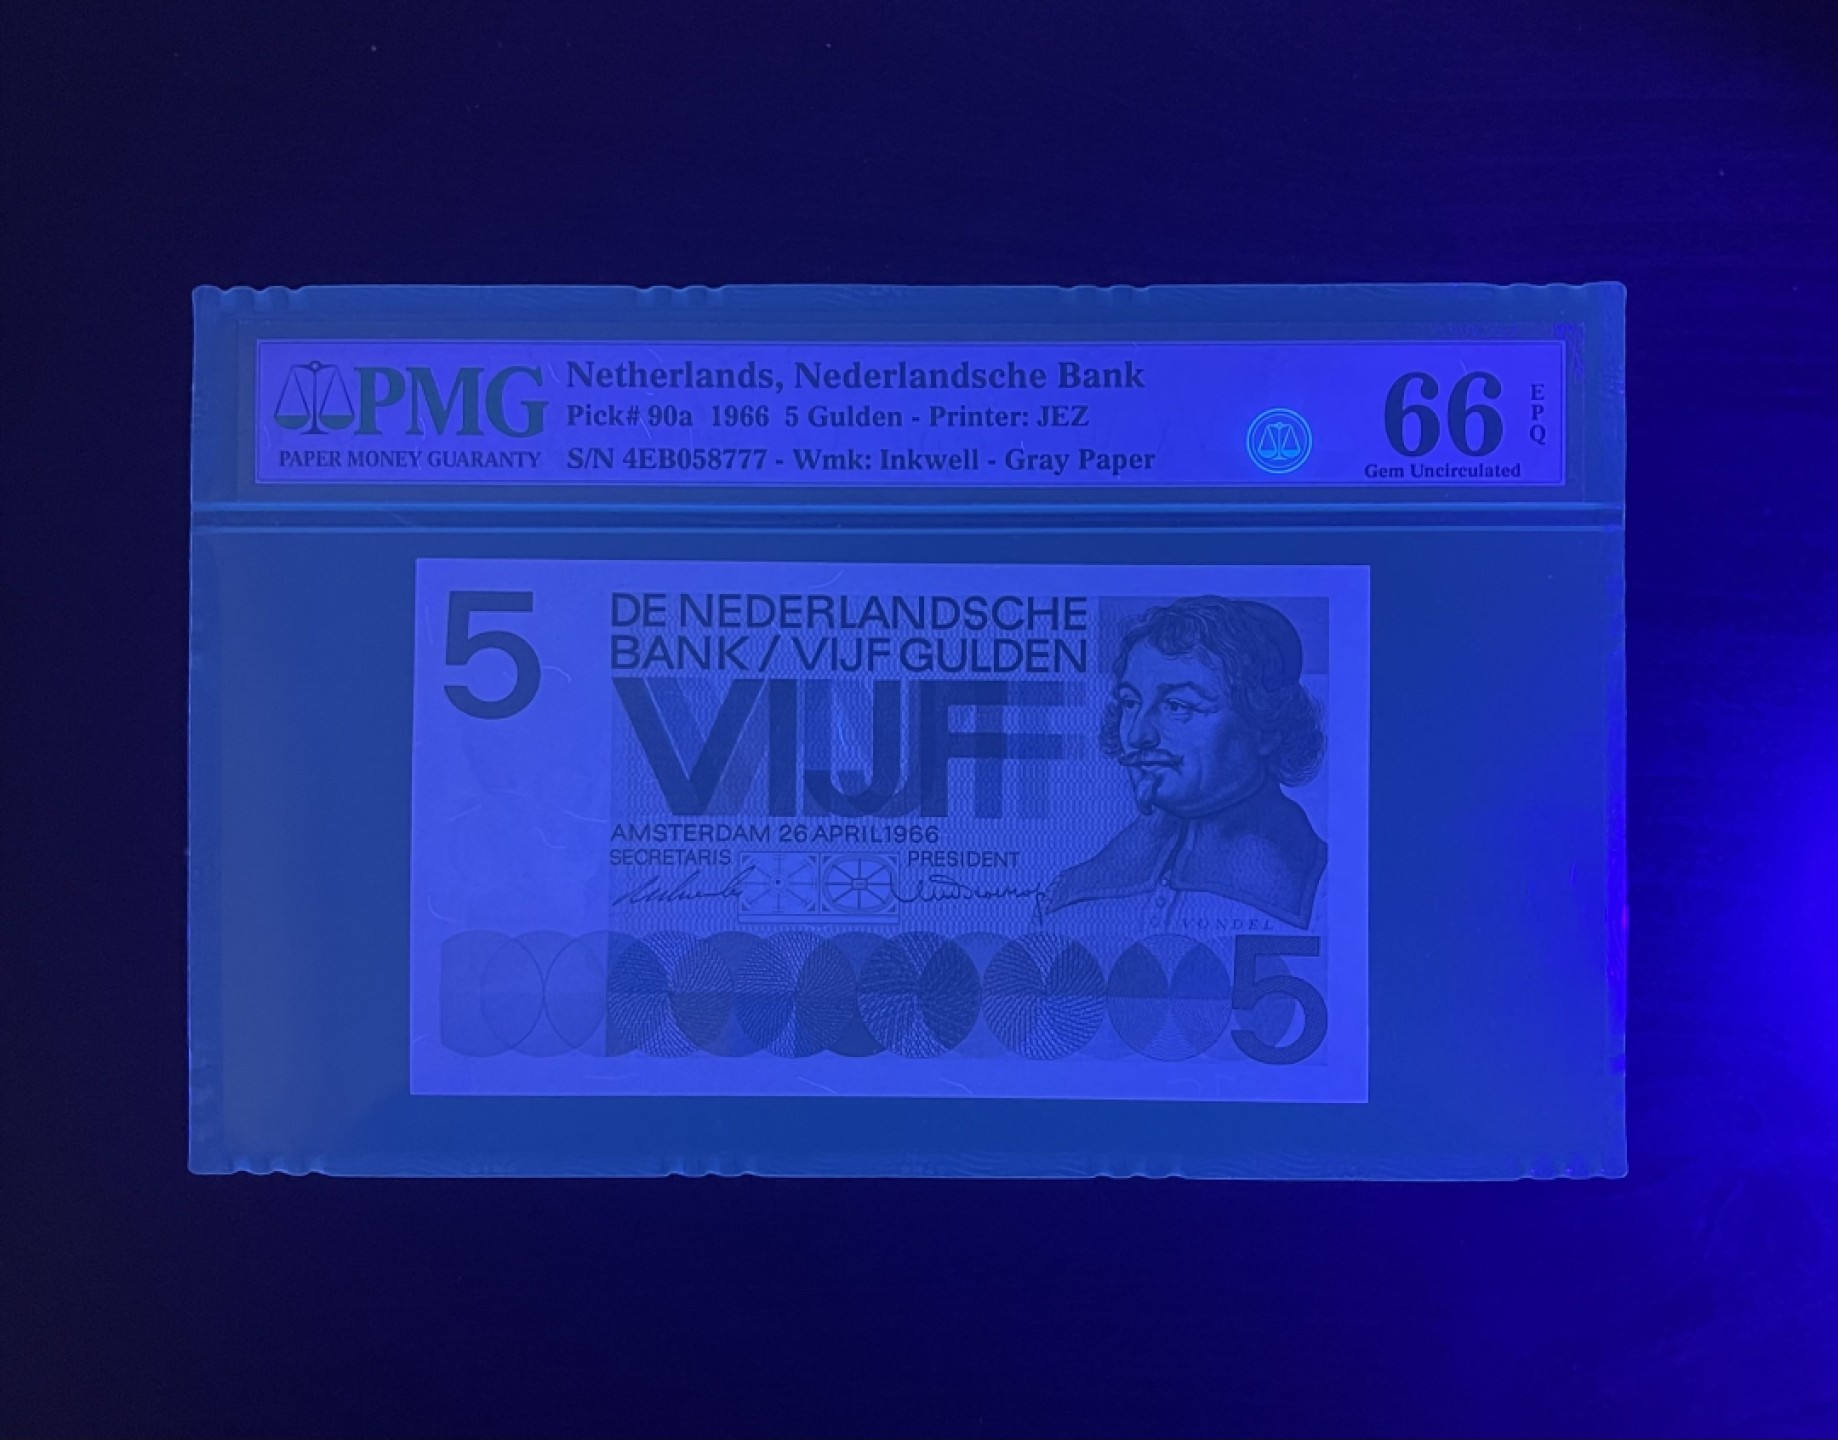 PMG
PAPER MONEY GUARANTY
Netherlands, Nederlandsche Bank
Pick# 90a 1966 5 Gulden - Printer: JEZ
S/N 4EB058777 - Wmk: Inkwell - Gray Paper
66
EPQ
Gem Uncirculated
5
DE NEDERLANDSCHE
BANK / VIJF GULDEN
VIJF
AMSTERDAM 26 APRIL 1966
SECRETARIS
PRESIDENT
VONDEL
5